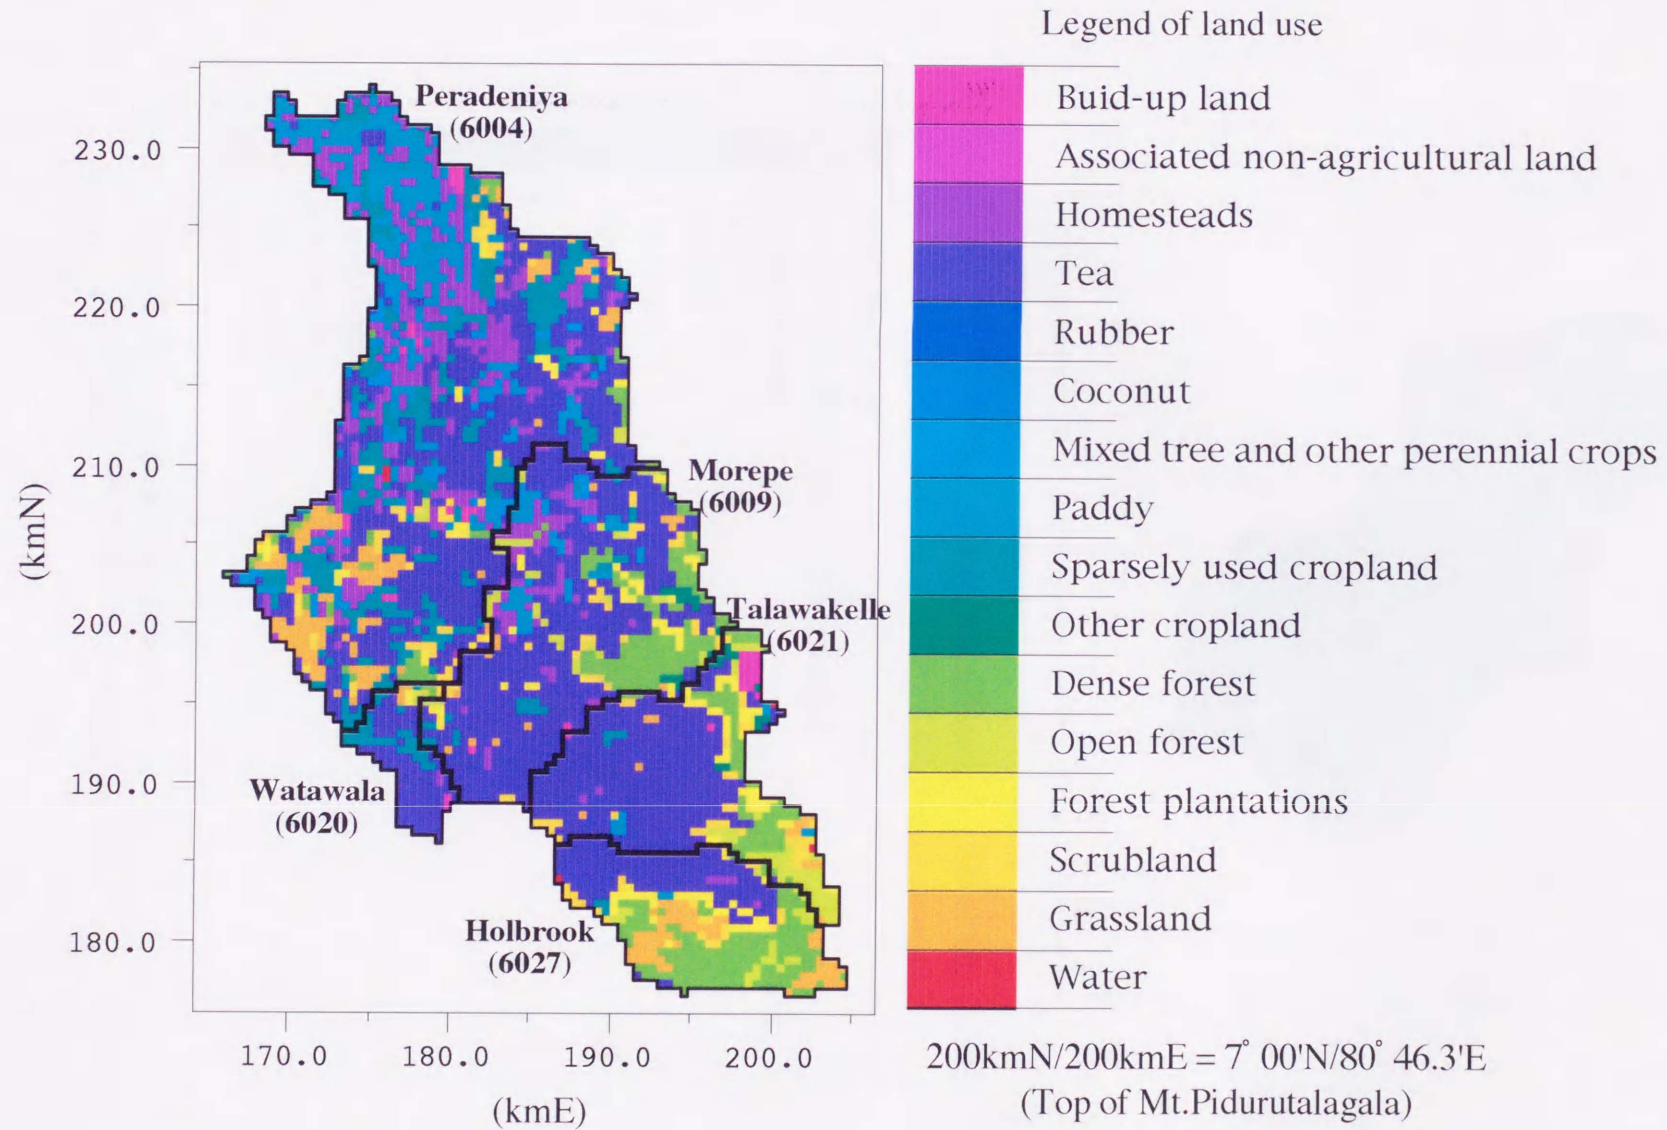 Legend of land use
Peradeniya
(6004)
Buid-up land
Associated non-agricultural land
Homesteads
Tea
Rubber
Coconut
Mixed tree and other perennial crops
Paddy
Sparsely used cropland
Other cropland
Dense forest
Open forest
Forest plantations
Scrubland
Grassland
Water
230.0
220.0
210.0
200.0
190.0
180.0
(kmN)
Morepe
(6009)
Talawakelle
(6021)
Watawala
(6020)
Holbrook
(6027)
170.0 180.0 190.0 200.0
(kmE)
200kmN/200kmE = 7° 00'N/80° 46.3'E
(Top of Mt.Pidurutalagala)